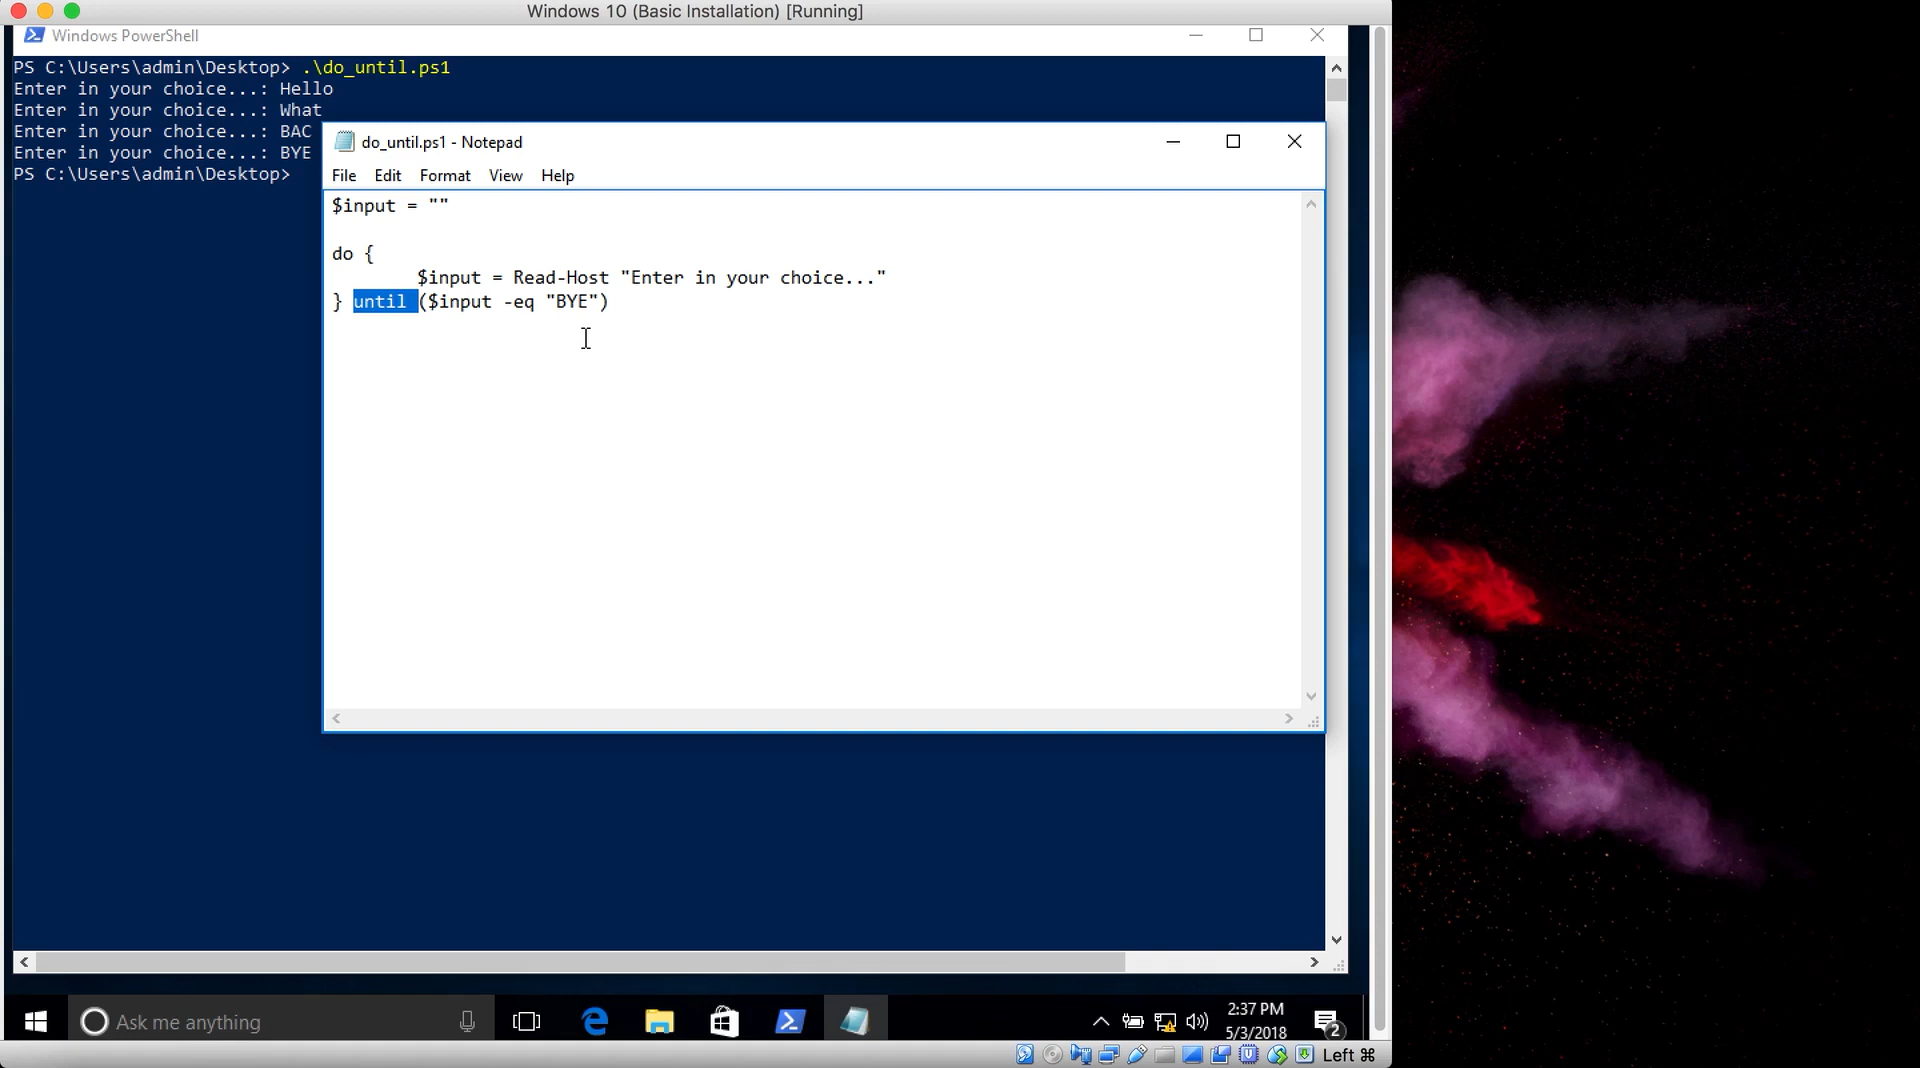 Windows 10 (Basic Installation) [Running]
Windows PowerShell
PS C:\Users\admin\Desktop> .\do_until.ps1
Enter in your choice...: Hello
Enter in your choice...: What
Enter in your choice...: BAC
Enter in your choice...: BYE
PS C:\Users\admin\Desktop>
do_until.ps1 - Notepad
File Edit Format View Help
$input = ""
do {
$input = Read-Host "Enter in your choice..."
} until ($input -eq "BYE")
Ask me anything
2:37 PM
5/3/2018
2
Left ⌘